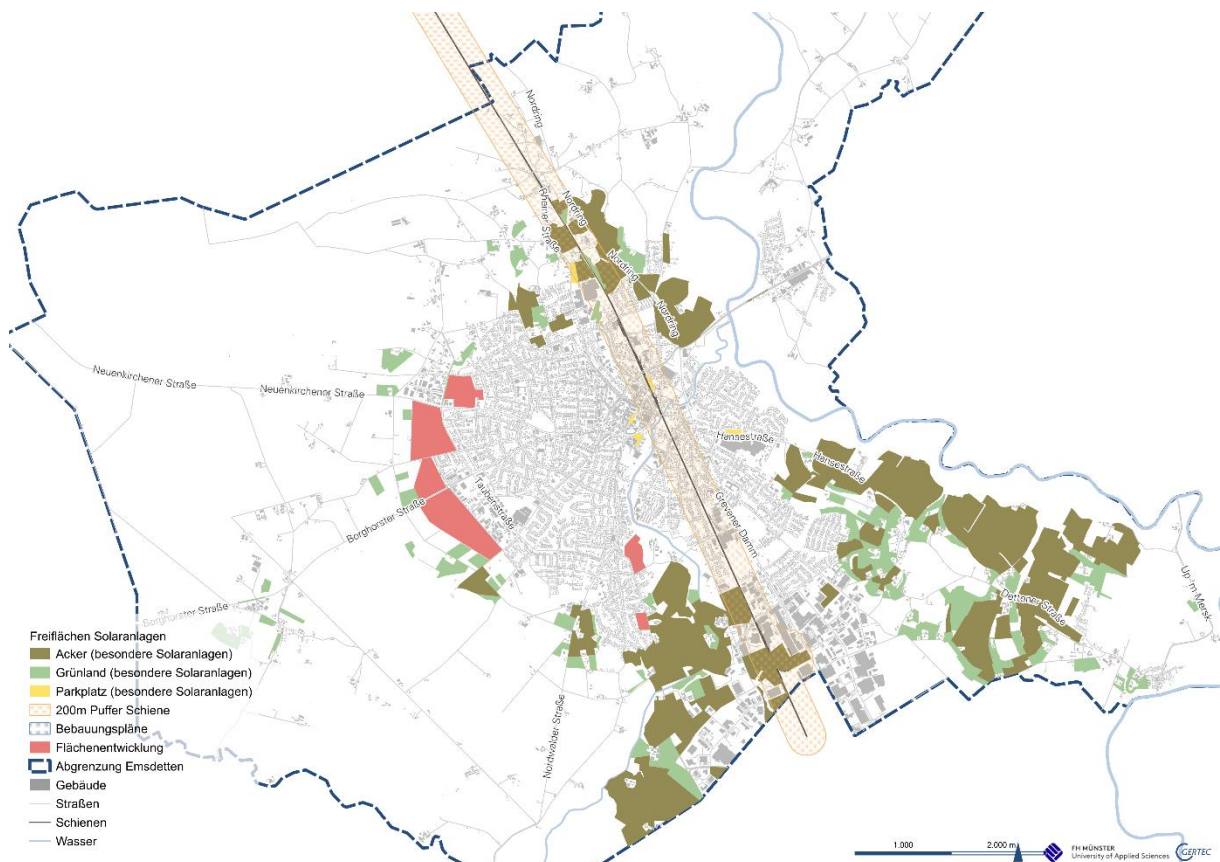 Nordring
Rheiner Straße
Nordring
Nordring
Nordring
Neuenkirchener Straße
Neuenkirchener Straße
Hansestraße
Hansestraße
Taubenstraße
Grevener Damm
Borghorster Straße
Borghorster Straße
Dettener Straße
Up 'm Mersk
Nordwalder Straße
Freiflächen Solaranlagen
Acker (besondere Solaranlagen)
Grünland (besondere Solaranlagen)
Parkplatz (besondere Solaranlagen)
200m Puffer Schiene
Bebauungspläne
Flächenentwicklung
Abgrenzung Emsdetten
Gebäude
Straßen
Schienen
Wasser
1.000
2.000 m
FH MÜNSTER
University of Applied Sciences
GERTEC